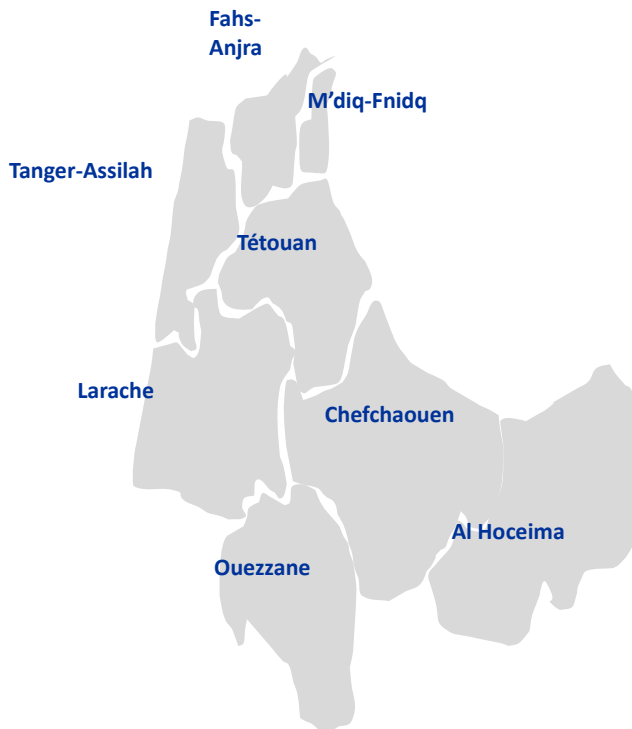 Fahs-
Anjra
M’diq-Fnidq
Tanger-Assilah
Tétouan
Larache
Chefchaouen
Al Hoceima
Ouezzane